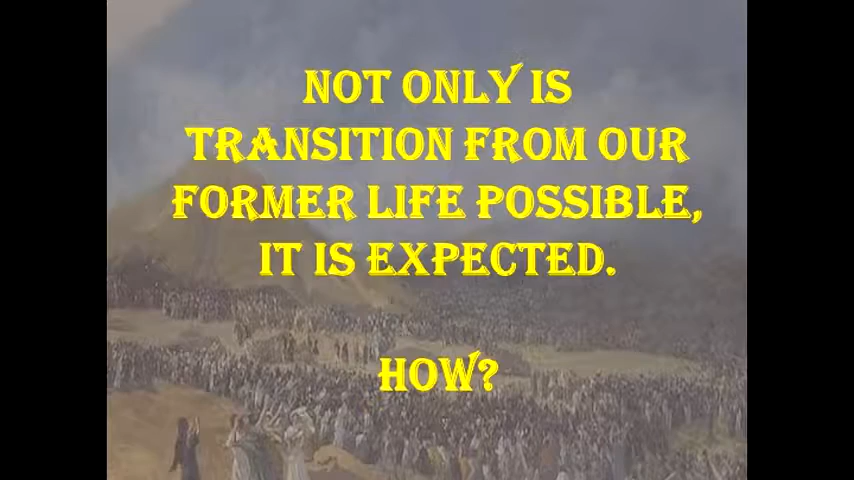 NOT ONLY IS
TRANSITION FROM OUR
FORMER LIFE POSSIBLE,
IT IS EXPECTED.
HOW?